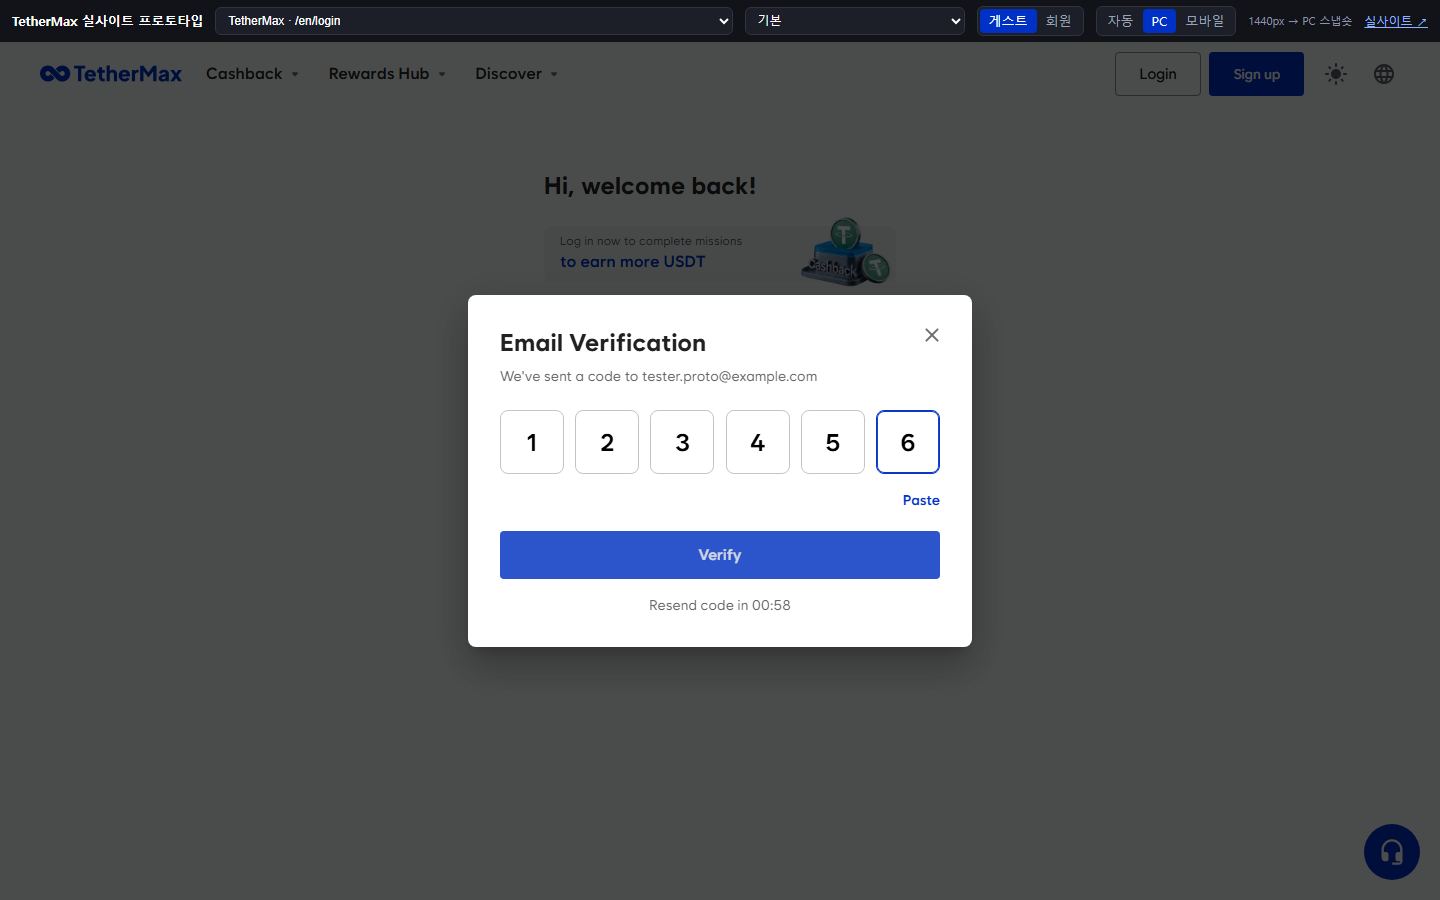 TetherMax 실사이트 프로토타입
TetherMax · /en/login
기본
게스트 회원
자동 PC 모바일
1440px → PC 스냅숏
실사이트 ↗
TetherMax
Cashback
Rewards Hub
Discover
Login
Sign up
Hi, welcome back!
Log in now to complete missions
to earn more USDT
Cashback
Email Verification
We've sent a code to tester.proto@example.com
1 2 3 4 5 6
Paste
Verify
Resend code in 00:58